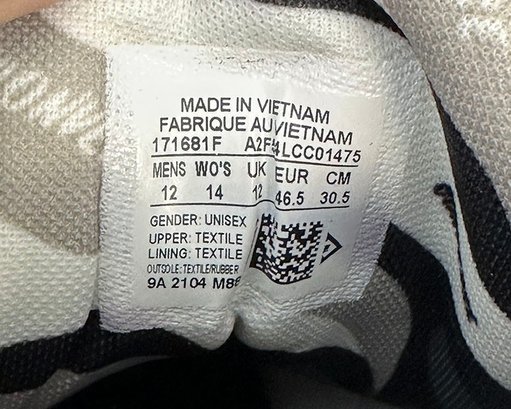 MADE IN VIETNAM
FABRIQUE AU VIETNAM
171681F A2F4LCC01475
MENS WO'S UK EUR CM
12 14 12 46.5 30.5
GENDER: UNISEX
UPPER: TEXTILE
LINING: TEXTILE
OUTSOLE: TEXTILE/RUBBER
9A 2104